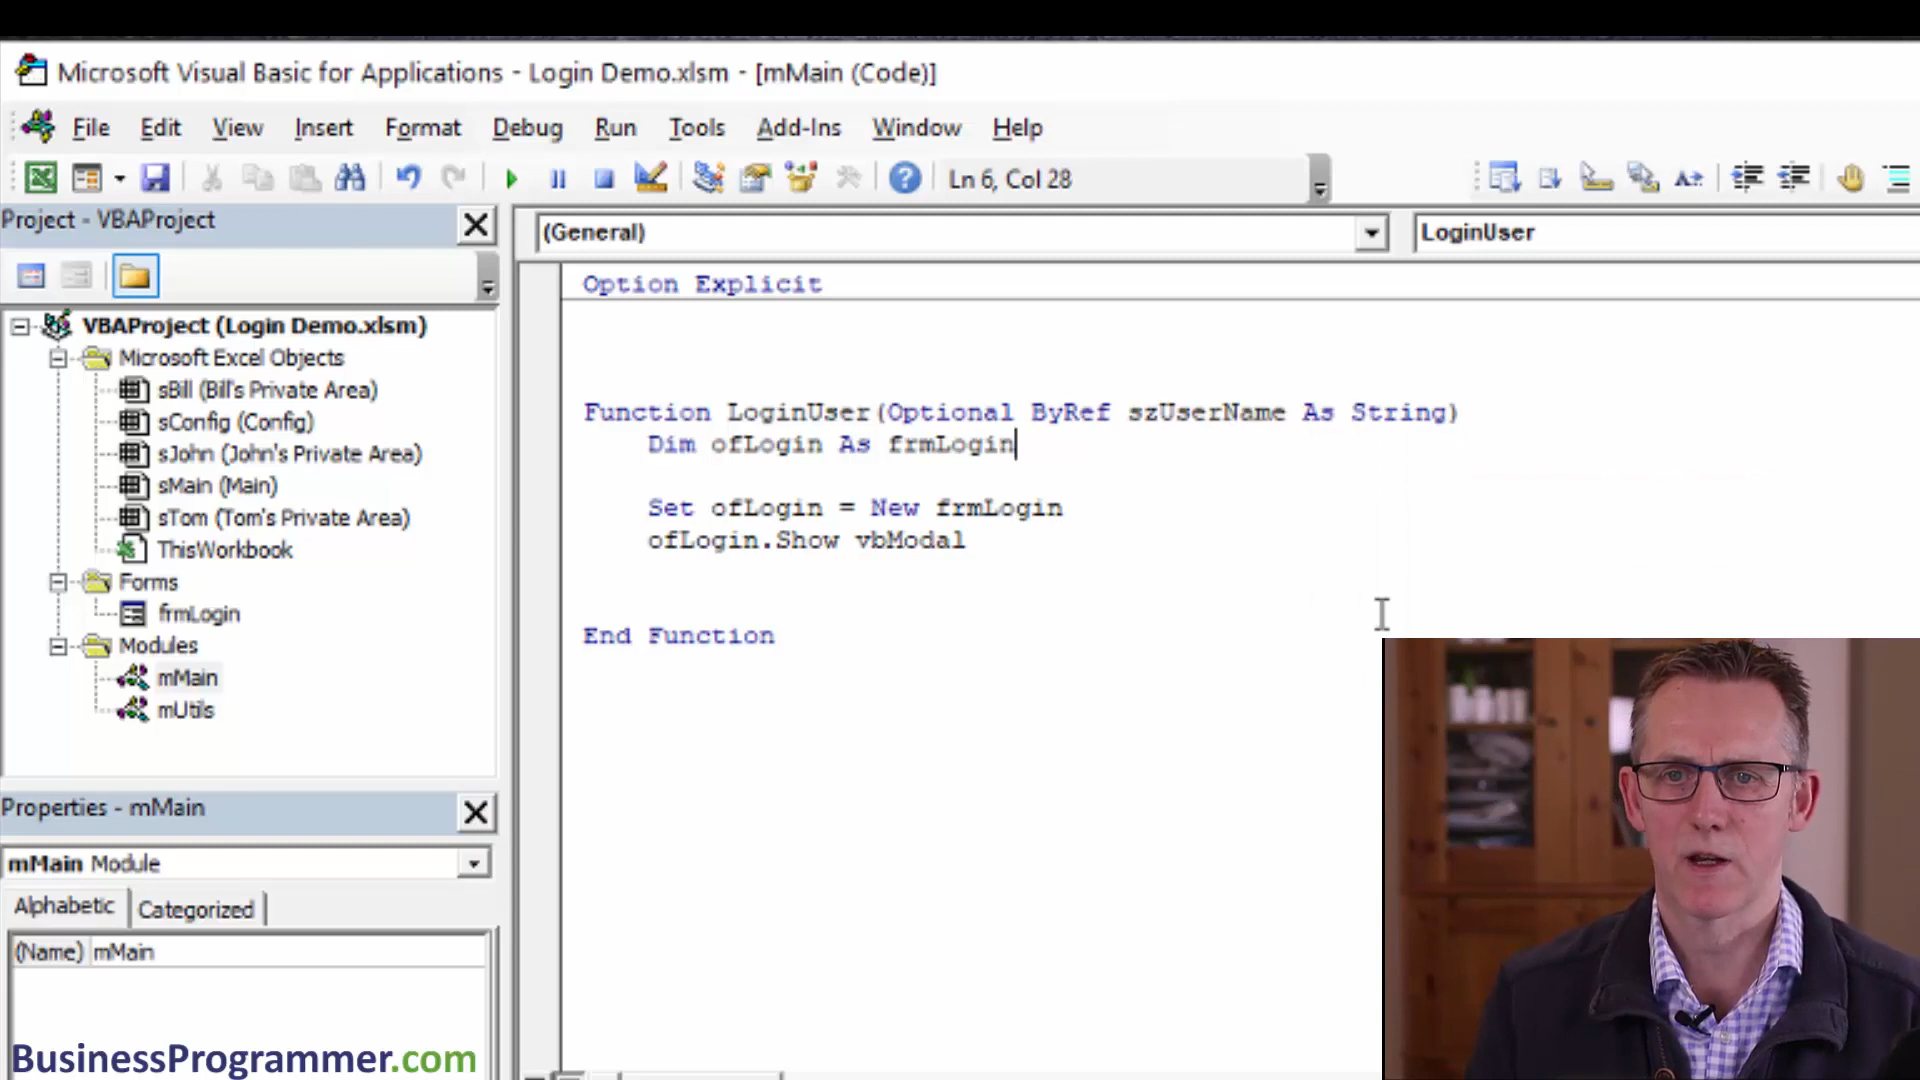 Microsoft Visual Basic for Applications - Login Demo.xlsm - [mMain (Code)]
File Edit View Insert Format Debug Run Tools Add-Ins Window Help
Ln 6, Col 28
Project - VBAProject
(General)
LoginUser
VBAProject (Login Demo.xlsm)
Microsoft Excel Objects
sBill (Bill's Private Area)
sConfig (Config)
sJohn (John's Private Area)
sMain (Main)
sTom (Tom's Private Area)
ThisWorkbook
Forms
frmLogin
Modules
mMain
mUtils
Option Explicit
Function LoginUser(Optional ByRef szUserName As String)
Dim ofLogin As frmLogin
Set ofLogin = New frmLogin
ofLogin.Show vbModal
End Function
Properties - mMain
mMain Module
Alphabetic Categorized
(Name) mMain
BusinessProgrammer.com